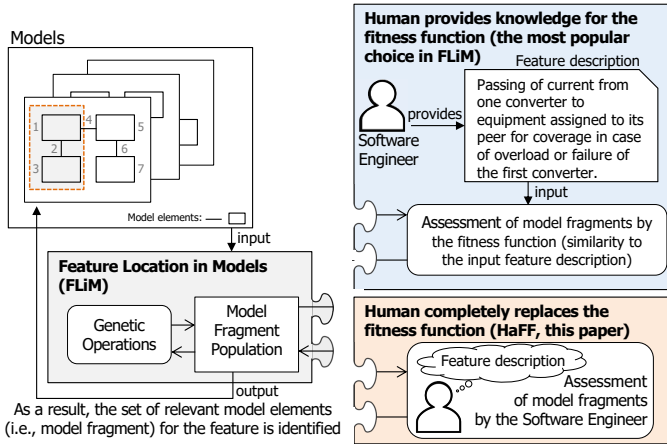 Models
1
4
5
2
6
3
7
Model elements:
input
Feature Location in Models
(FLiM)
Genetic
Operations
Model
Fragment
Population
output
As a result, the set of relevant model elements
(i.e., model fragment) for the feature is identified
Human provides knowledge for the
fitness function (the most popular
choice in FLiM)
Feature description
Software
Engineer
provides
Passing of current from
one converter to
equipment assigned to its
peer for coverage in case
of overload or failure of
the first converter.
input
Assessment of model fragments by
the fitness function (similarity to
the input feature description)
Human completely replaces the
fitness function (HaFF, this paper)
Feature description
Assessment
of model fragments
by the Software Engineer